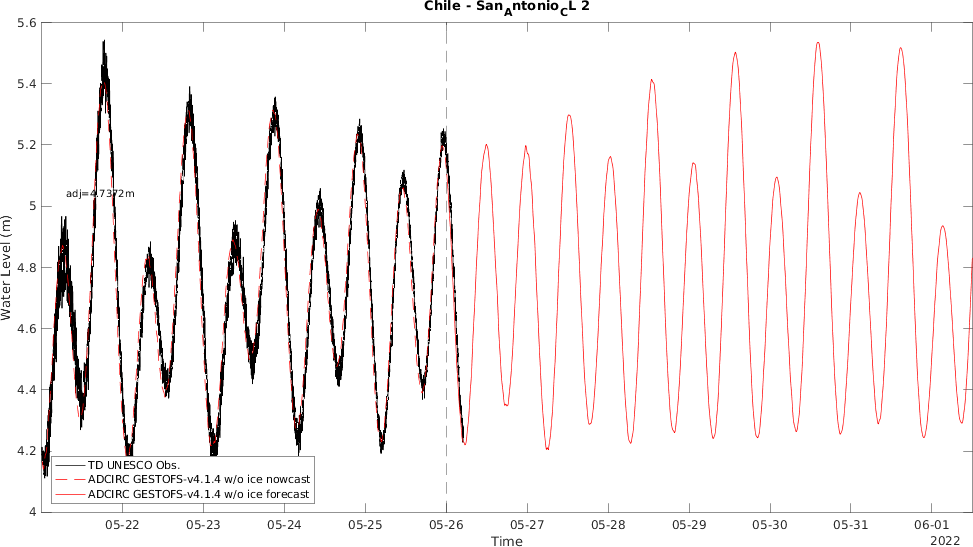 Chile - San_Antonio_CL 2
5.6
5.4
5.2
5
4.8
4.6
4.4
4.2
4
Water Level (m)
adj=4.7372m
TD UNESCO Obs.
ADCIRC GESTOFS-v4.1.4 w/o ice nowcast
ADCIRC GESTOFS-v4.1.4 w/o ice forecast
05-22 05-23 05-24 05-25 05-26 05-27 05-28 05-29 05-30 05-31 06-01
Time
2022